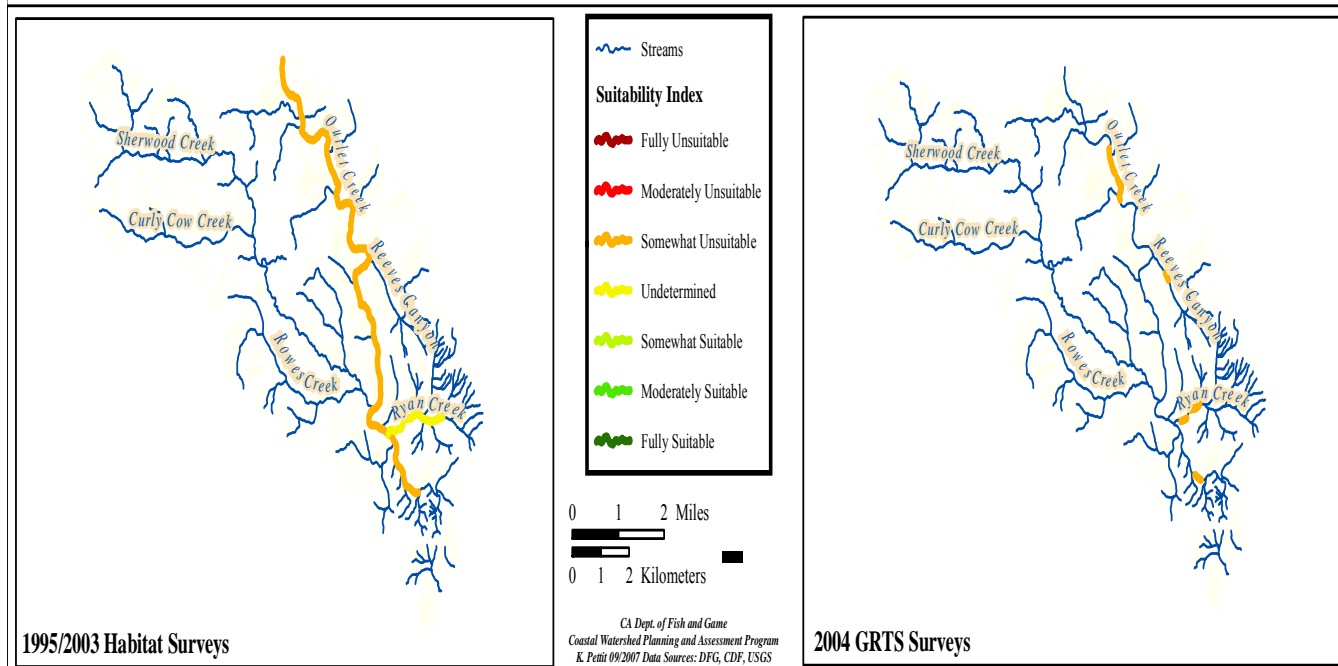 Sherwood Creek
Curly Cow Creek
Outlet Creek
Reeves Canyon
Rowes Creek
Ryan Creek
1995/2003 Habitat Surveys
Streams
Suitability Index
Fully Unsuitable
Moderately Unsuitable
Somewhat Unsuitable
Undetermined
Somewhat Suitable
Moderately Suitable
Fully Suitable
0 1 2 Miles
0 1 2 Kilometers
CA Dept. of Fish and Game
Coastal Watershed Planning and Assessment Program
K. Pettit 09/2007 Data Sources: DFG, CDF, USGS
Sherwood Creek
Curly Cow Creek
Outlet Creek
Reeves Canyon
Rowes Creek
Ryan Creek
2004 GRTS Surveys